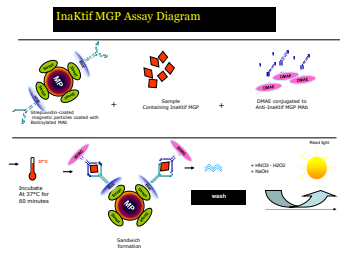 InaKtif MGP Assay Diagram
MP
Streptavidin-coated
magnetic particles coated with
Biotinylated MAb
+
Sample
Containing InaKtif MGP
+
DMAE
DMAE
DMAE
DMAE conjugated to
Anti-InaKtif MGP MAb
37°C
Incubate
At 37°C for
60 minutes
MP
Sandwich
formation
wash
+ HNO3 - H2O2
+ NaOH
Read light